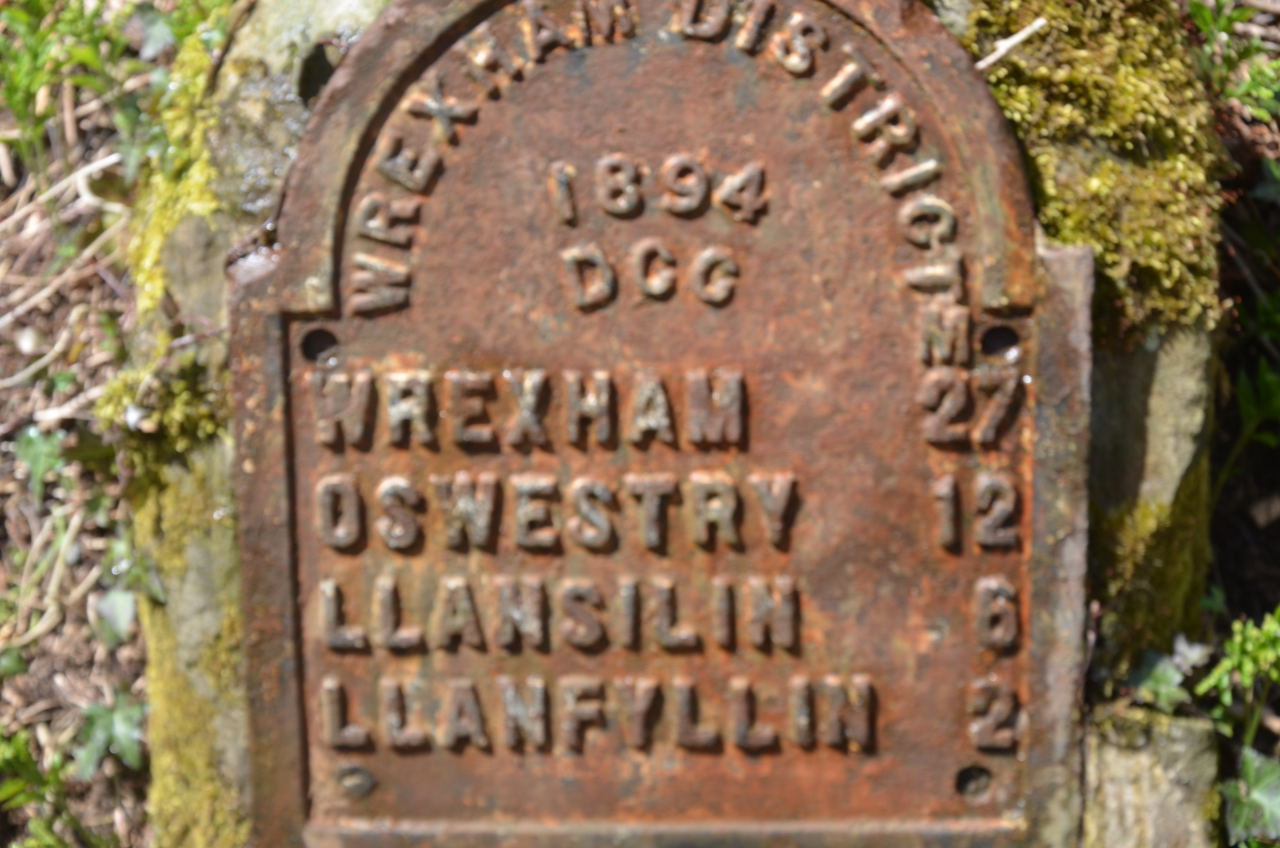 WREXHAM DISTRICT
1894
DCC
M
WREXHAM 27
OSWESTRY 12
LLANSILIN 6
LLANFYLLIN 2